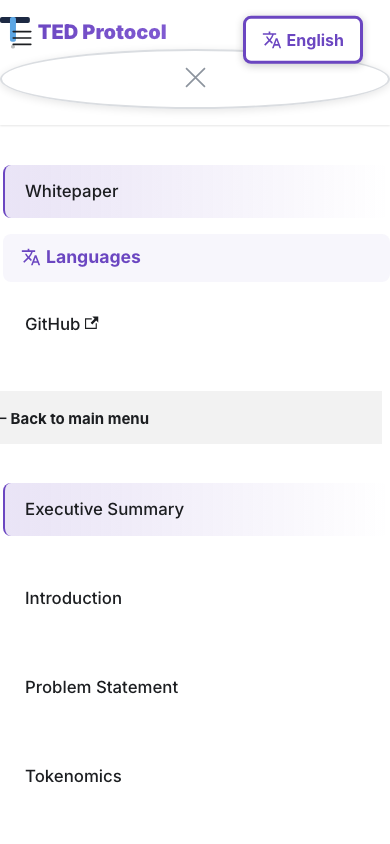 TED Protocol
English
Whitepaper
Languages
GitHub
← Back to main menu
Executive Summary
Introduction
Problem Statement
Tokenomics